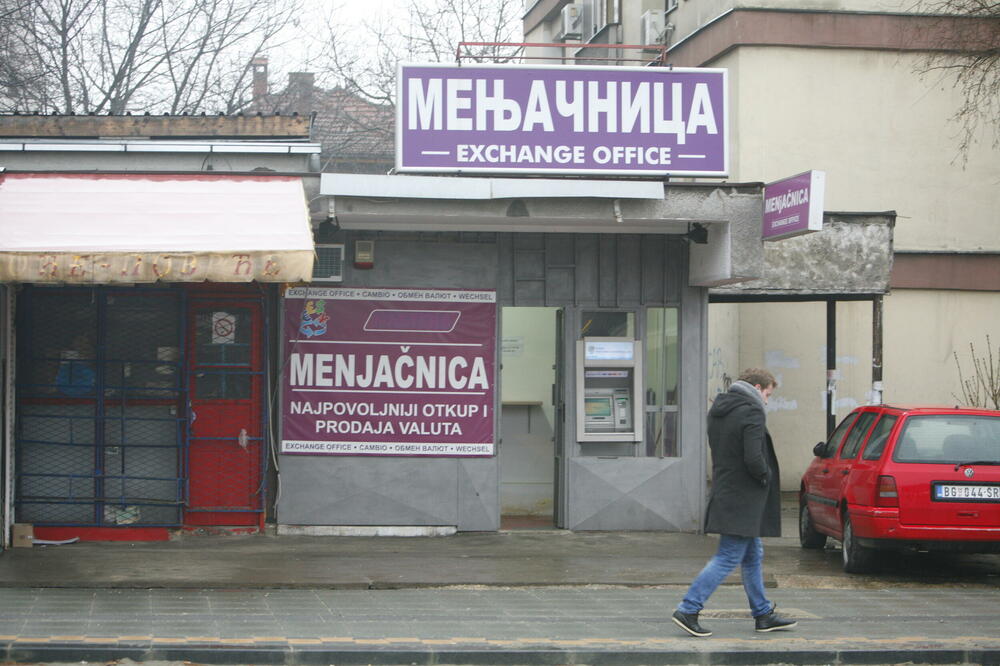 МЕЊАЧНИЦА
EXCHANGE OFFICE
MENjAČNICA
EXCHANGE OFFICE
EXCHANGE OFFICE • CAMBIO • ОБМЕН ВАЛЮТ • WECHSEL
MENJAČNICA
NAJPOVOLJNIJI OTKUP I
PRODAJA VALUTA
EXCHANGE OFFICE • CAMBIO • ОБМЕН ВАЛЮТ • WECHSEL
BG 044-SR